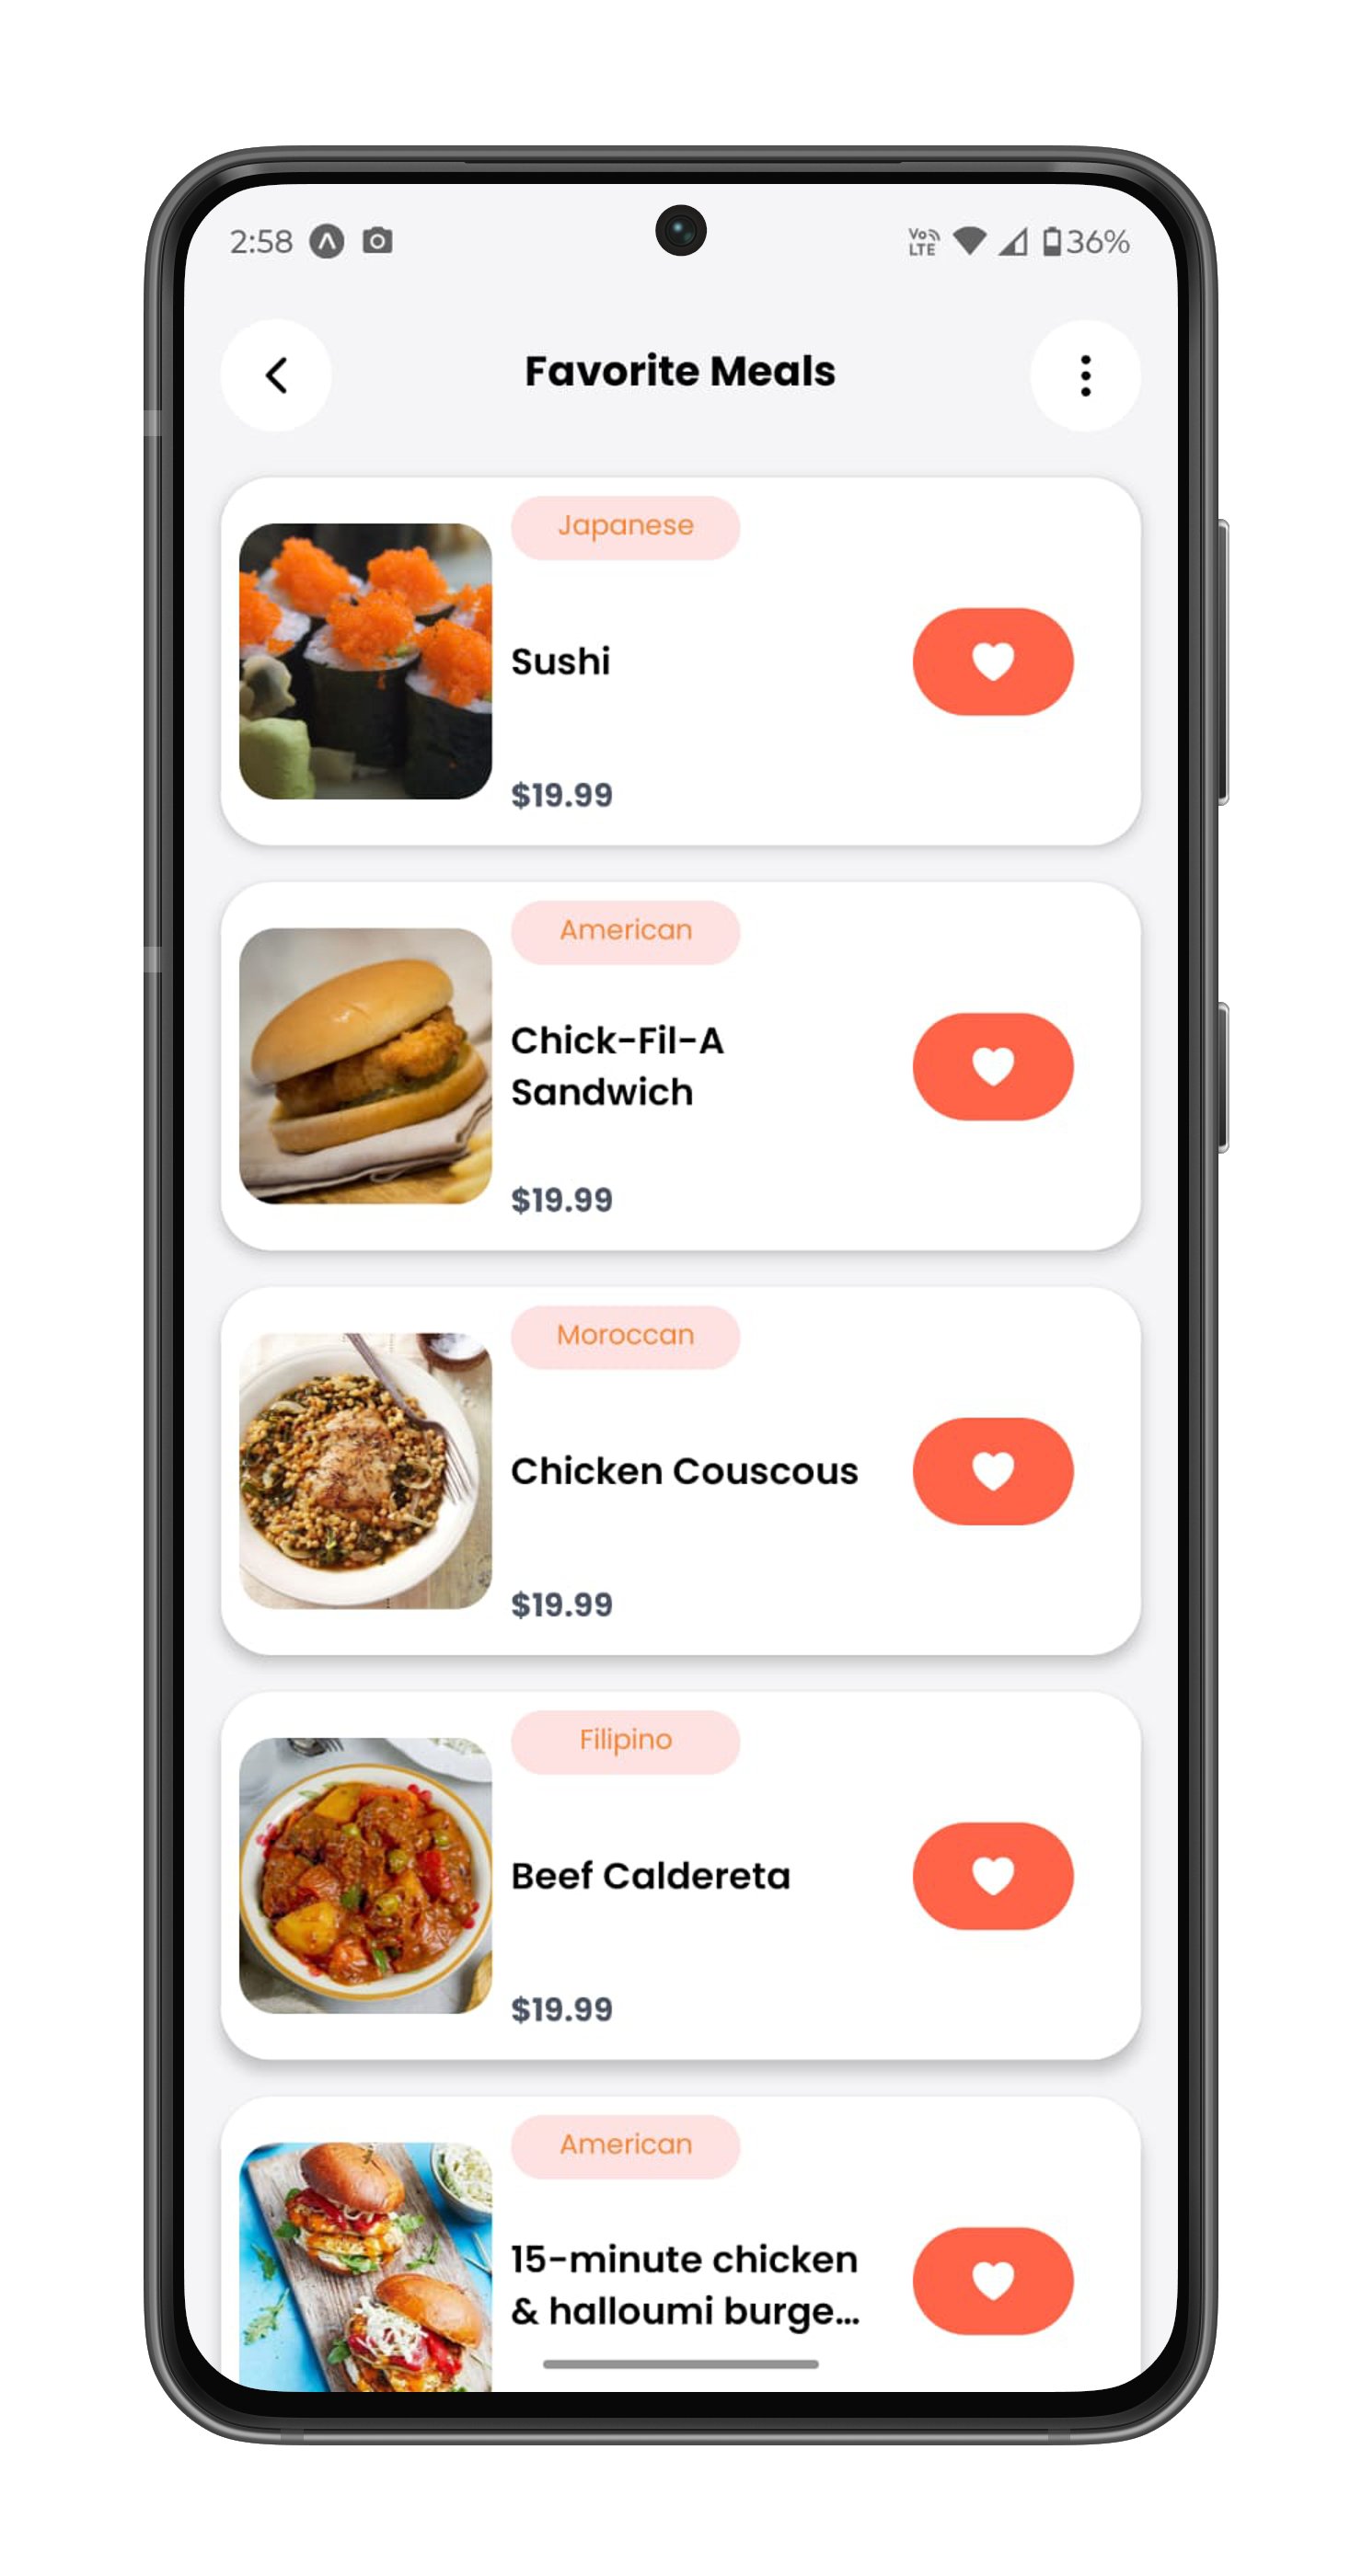 2:58
Vo LTE
36%
Favorite Meals
Japanese
Sushi
$19.99
American
Chick-Fil-A
Sandwich
$19.99
Moroccan
Chicken Couscous
$19.99
Filipino
Beef Caldereta
$19.99
American
15-minute chicken
& halloumi burge...